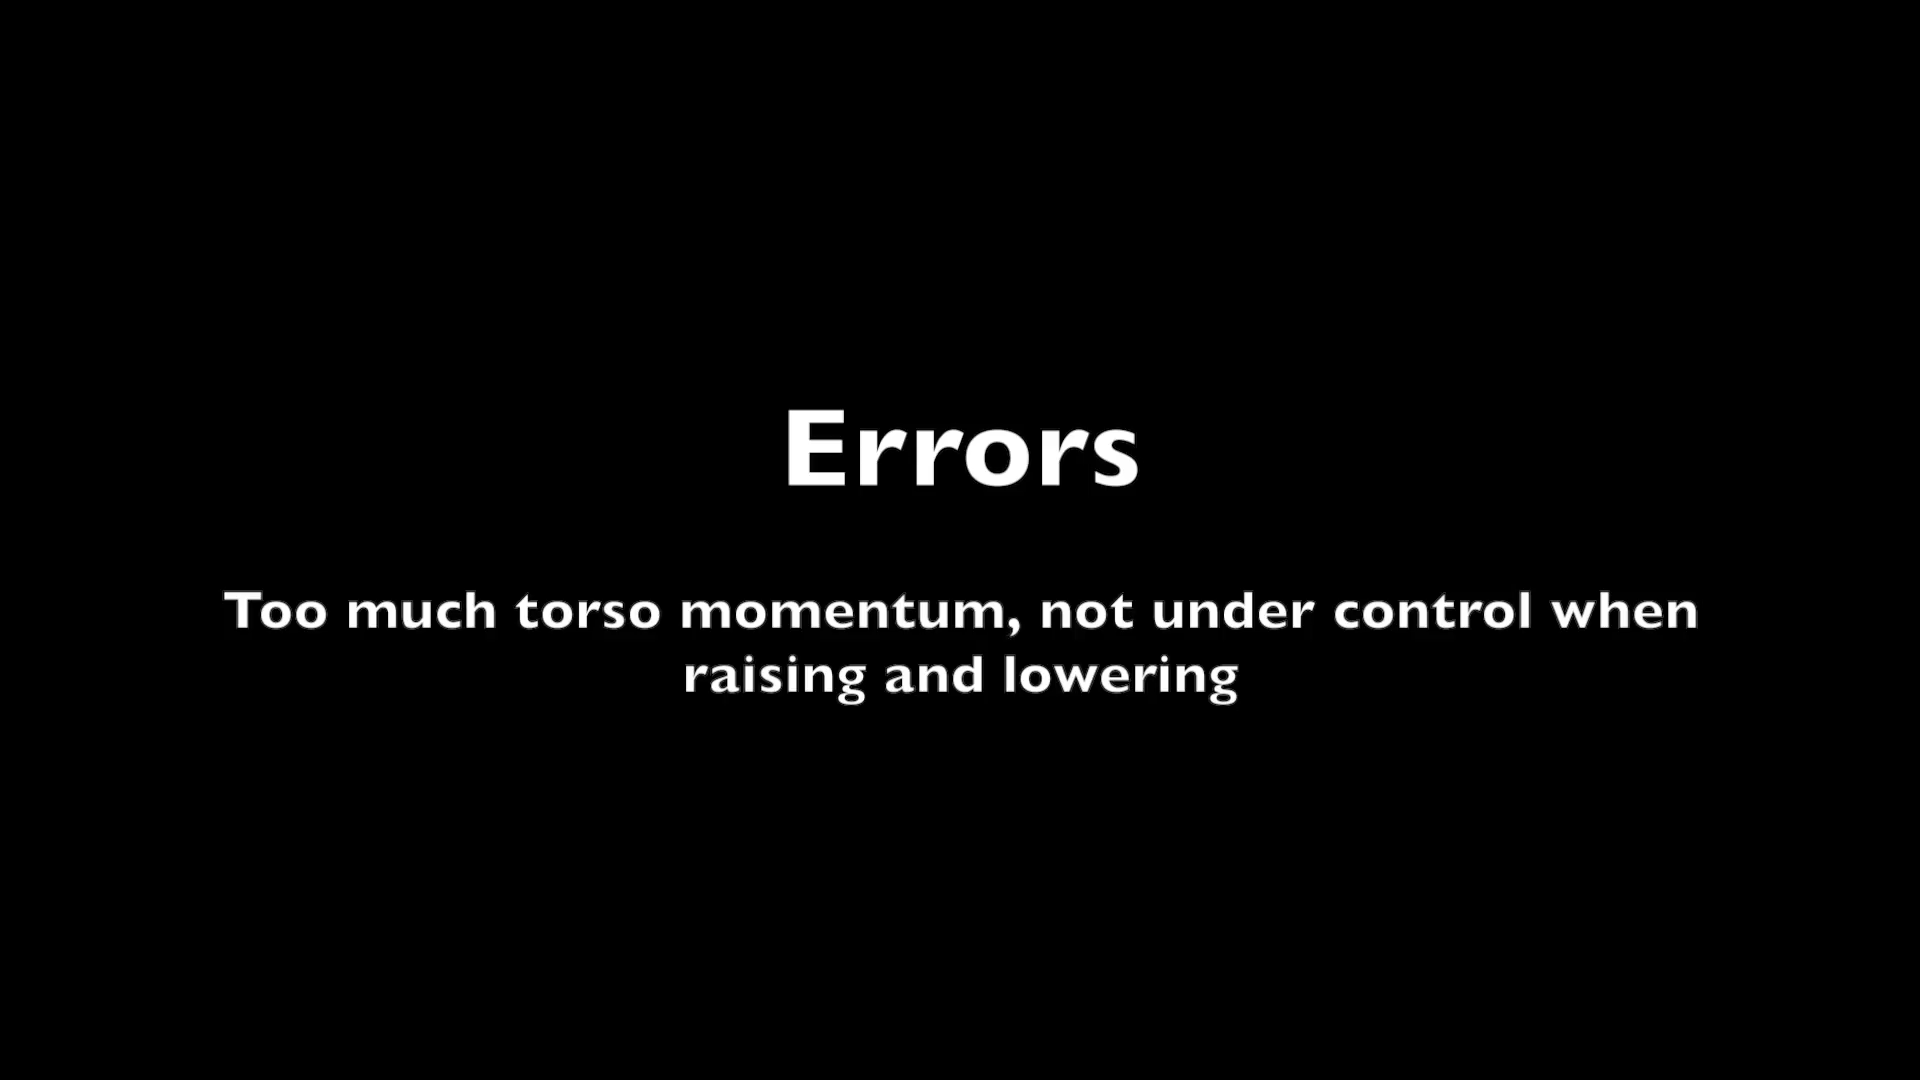 Errors
Too much torso momentum, not under control when
raising and lowering